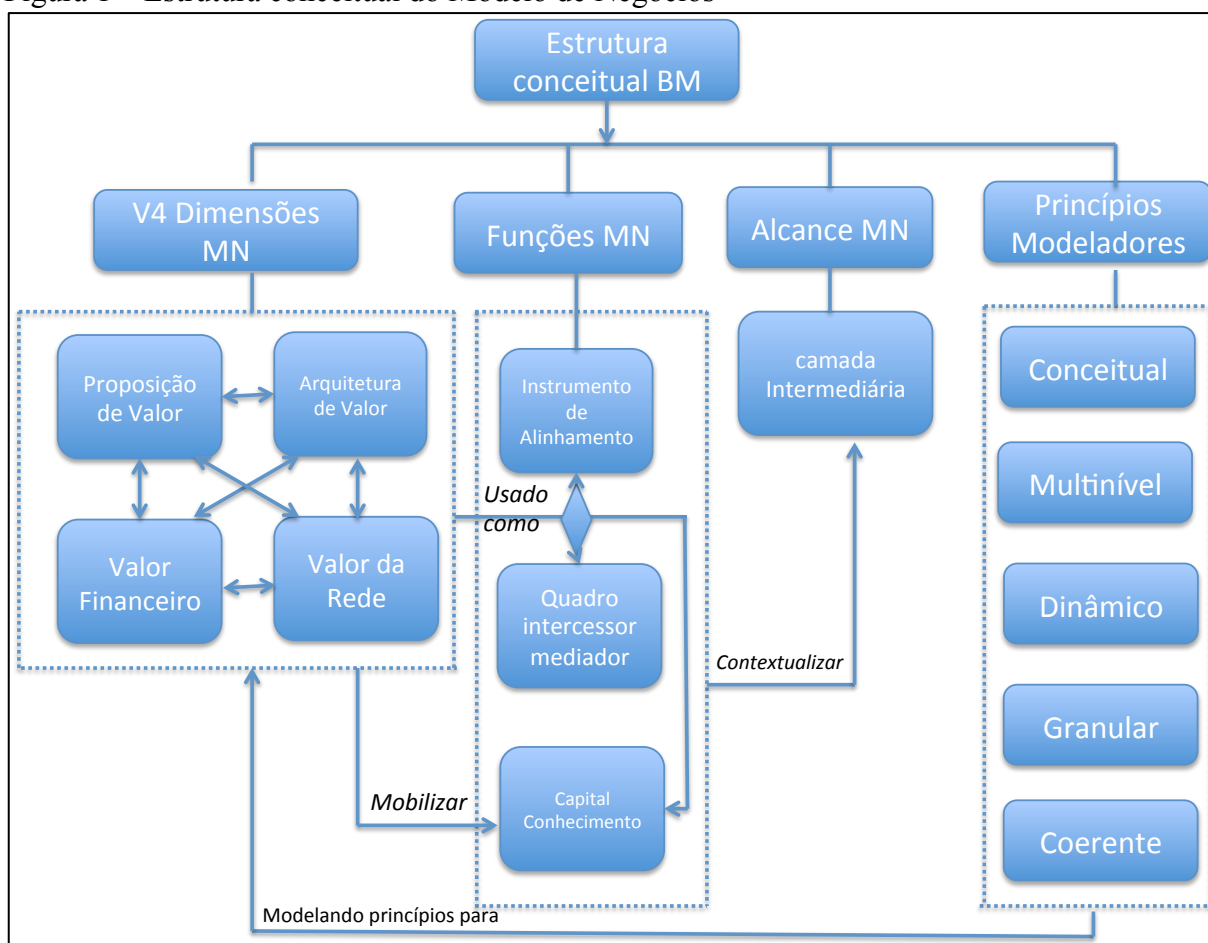 Figura 1 – Estrutura conceitual do Modelo de Negócios
Estrutura
conceitual BM
V4 Dimensões
MN
Funções MN
Alcance MN
Princípios
Modeladores
Proposição
de Valor
Arquitetura
de Valor
Valor
Financeiro
Valor da
Rede
Usado
como
Instrumento
de
Alinhamento
Quadro
intercessor
mediador
Capital
Conhecimento
Mobilizar
camada
Intermediária
Contextualizar
Conceitual
Multinível
Dinâmico
Granular
Coerente
Modelando princípios para